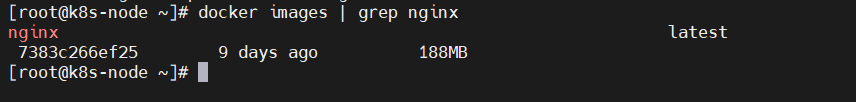 [root@k8s-node ~]# docker images | grep nginx
nginx latest
7383c266ef25 9 days ago 188MB
[root@k8s-node ~]#